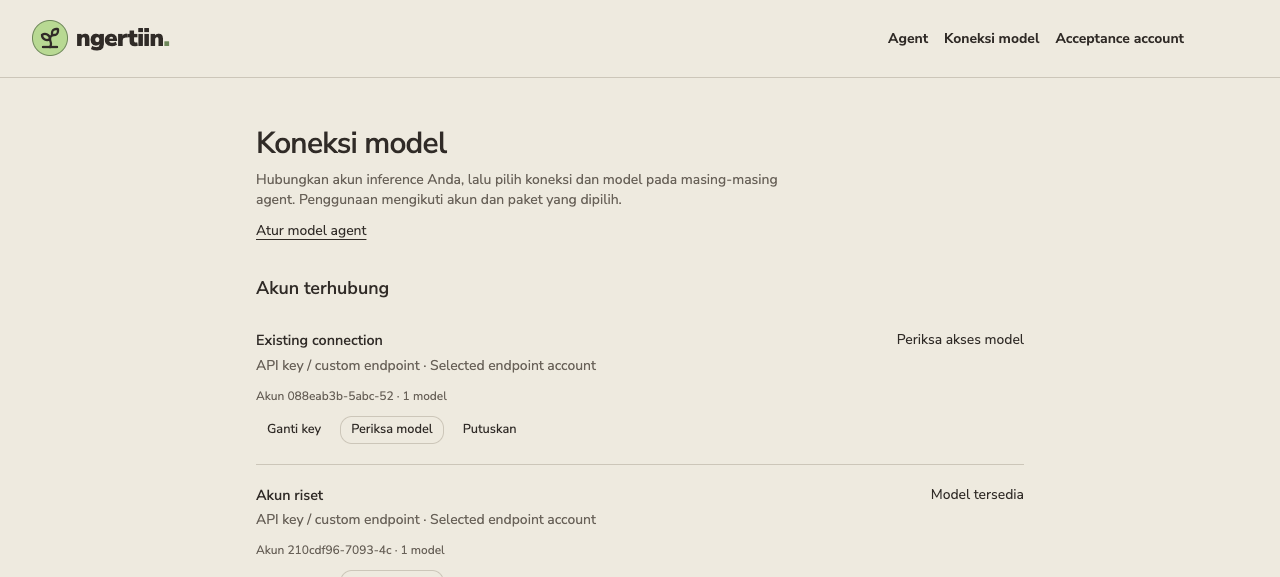 ngertiin.
Agent Koneksi model Acceptance account
Koneksi model
Hubungkan akun inference Anda, lalu pilih koneksi dan model pada masing-masing
agent. Penggunaan mengikuti akun dan paket yang dipilih.
Atur model agent
Akun terhubung
Existing connection
Periksa akses model
API key / custom endpoint · Selected endpoint account
Akun 088eab3b-5abc-52 · 1 model
Ganti key Periksa model Putuskan
Akun riset
Model tersedia
API key / custom endpoint · Selected endpoint account
Akun 210cdf96-7093-4c · 1 model